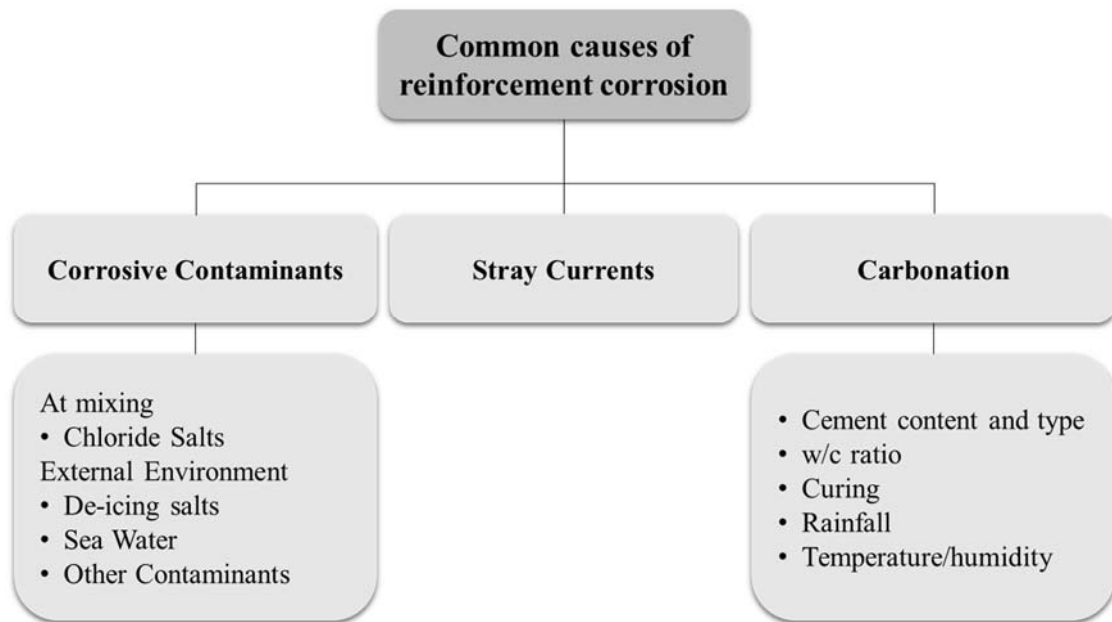 Common causes of
reinforcement corrosion
Corrosive Contaminants
Stray Currents
Carbonation
At mixing
• Chloride Salts
External Environment
• De-icing salts
• Sea Water
• Other Contaminants
• Cement content and type
• w/c ratio
• Curing
• Rainfall
• Temperature/humidity